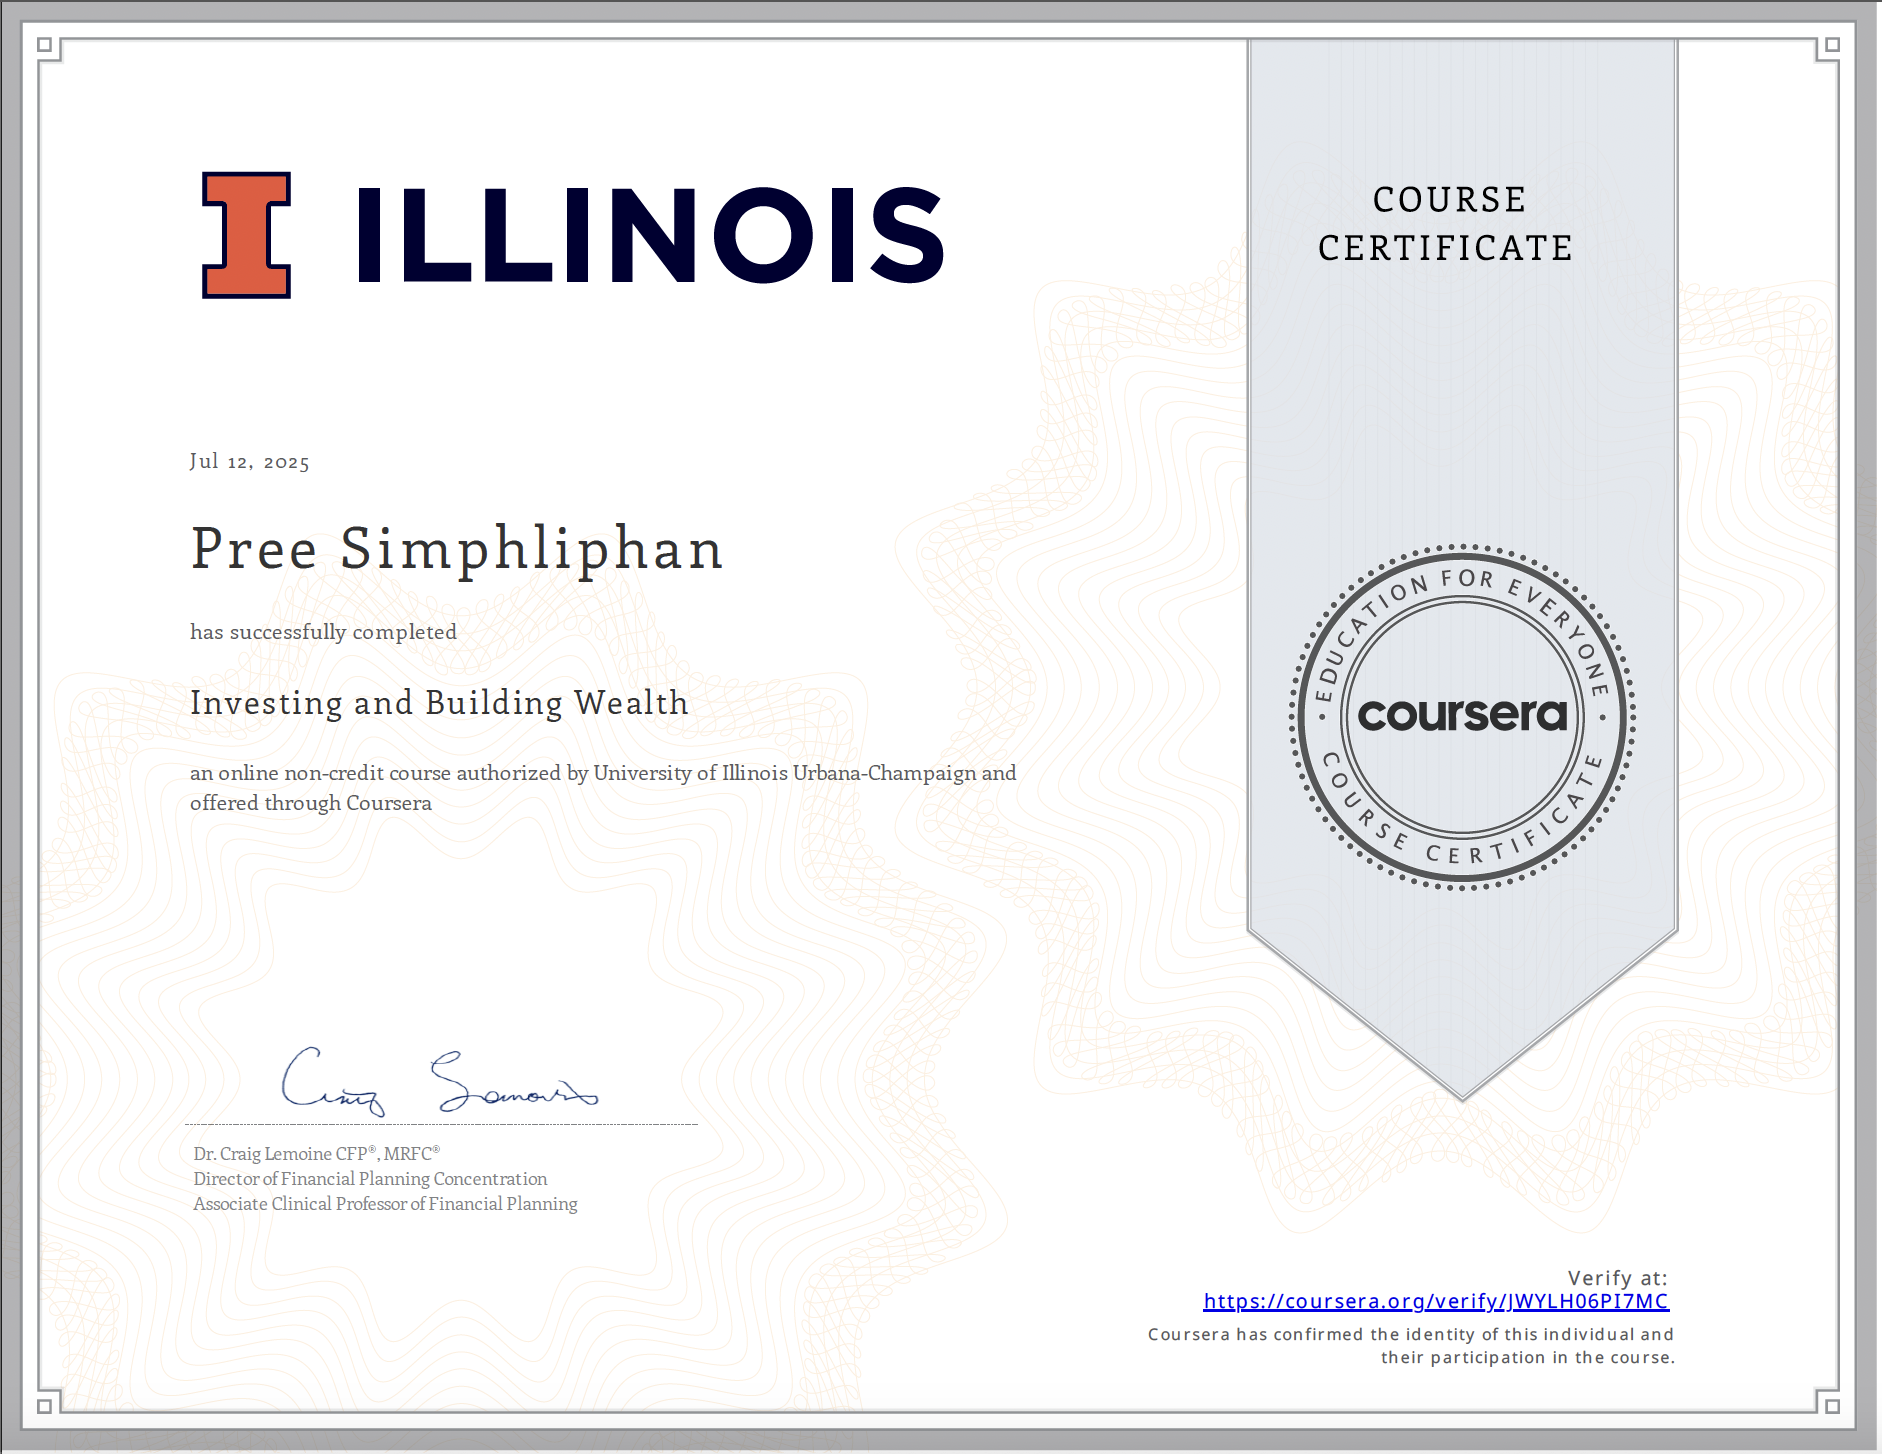 I ILLINOIS
COURSE
CERTIFICATE
Jul 12, 2025
Pree Simphliphan
has successfully completed
Investing and Building Wealth
an online non-credit course authorized by University of Illinois Urbana-Champaign and
offered through Coursera
EDUCATION FOR EVERYONE
coursera
COURSE CERTIFICATE
Craig Lemoine
Dr. Craig Lemoine CFP®, MRFC®
Director of Financial Planning Concentration
Associate Clinical Professor of Financial Planning
Verify at:
https://coursera.org/verify/JWYLH06PI7MC
Coursera has confirmed the identity of this individual and
their participation in the course.